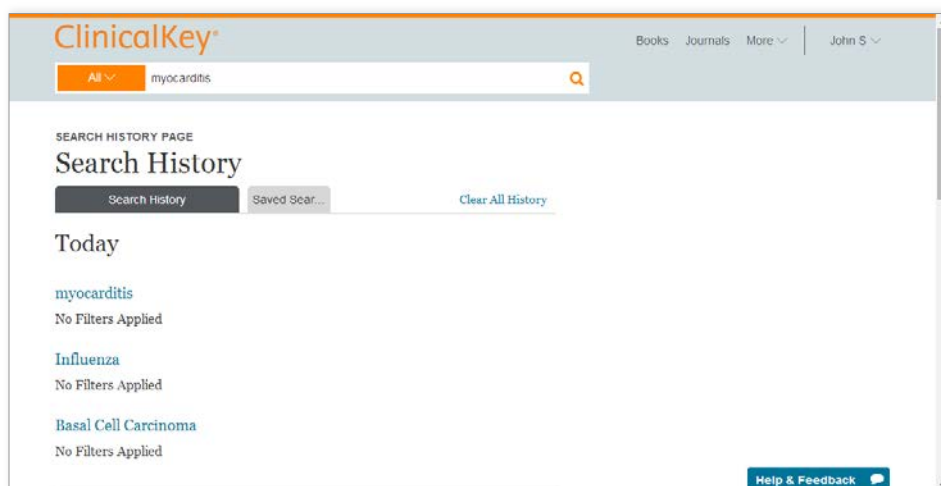 ClinicalKey®
Books Journals More John S
All myocarditis
SEARCH HISTORY PAGE
Search History
Search History Saved Sear... Clear All History
Today
myocarditis
No Filters Applied
Influenza
No Filters Applied
Basal Cell Carcinoma
No Filters Applied
Help & Feedback